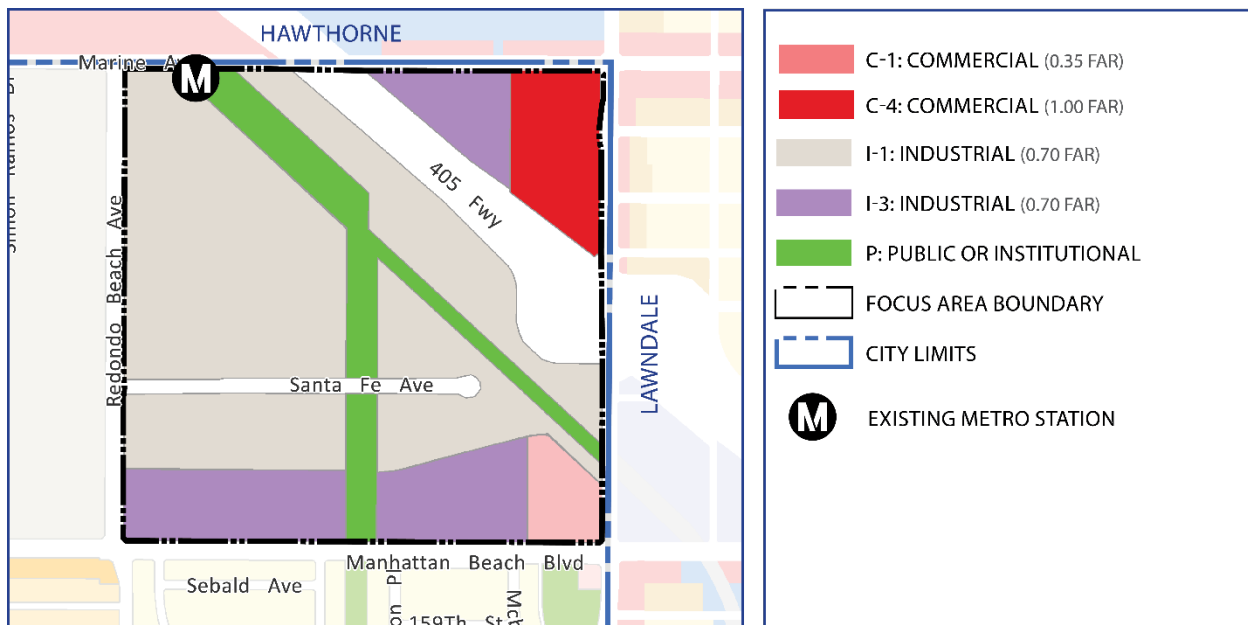 HAWTHORNE
Marine A
M
405 Fwy
Redondo Beach Ave
Santa Fe Ave
LAWNDALE
Manhattan Beach Blvd
Sebald Ave
159Th St
C-1: COMMERCIAL (0.35 FAR)
C-4: COMMERCIAL (1.00 FAR)
I-1: INDUSTRIAL (0.70 FAR)
I-3: INDUSTRIAL (0.70 FAR)
P: PUBLIC OR INSTITUTIONAL
FOCUS AREA BOUNDARY
CITY LIMITS
M
EXISTING METRO STATION